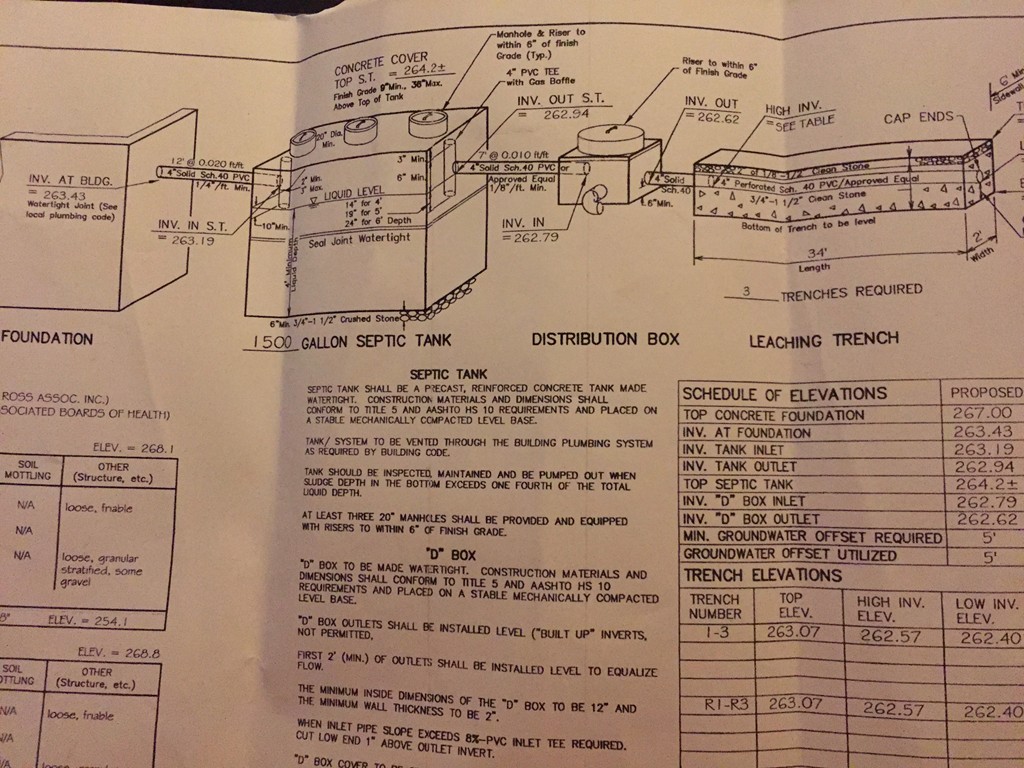 Manhole & Riser to
within 6" of finish
Grade (Typ.)
CONCRETE COVER
TOP S.T. = 264.2±
Finish Grade 9"Min., 36"Max.
Above Top of Tank
4" PVC TEE
with Gas Baffle
INV. OUT S.T.
= 262.94
Riser to within 6"
of Finish Grade
INV. OUT
= 262.62
HIGH INV.
=SEE TABLE
CAP ENDS
20" Dia.
Min.
INV. AT BLDG.
= 263.43
Watertight Joint (See
local plumbing code)
12' @ 0.020 ft/ft
4"Solid Sch.40 PVC
1/4"/ft. Min.
INV. IN S.T.
= 263.19
3" Min.
6" Min.
LIQUID LEVEL
14" for 4'
19" for 5'
24" for 6' Depth
10"Min.
Seal Joint Watertight
4' Minimum
Liquid Depth
6"Min. 3/4"-1 1/2" Crushed Stone
7' @ 0.010 ft/ft
4"Solid Sch.40 PVC or
Approved Equal
1/8"/ft. Min.
INV. IN
= 262.79
4"Solid
Sch.40
6"Min.
2" of 1/8"-1/2" Clean Stone
4" Perforated Sch. 40 PVC/Approved Equal
3/4"-1 1/2" Clean Stone
Bottom of Trench to be level
34'
Length
2'
Width
3 TRENCHES REQUIRED
FOUNDATION
1500 GALLON SEPTIC TANK
DISTRIBUTION BOX
LEACHING TRENCH
ROSS ASSOC. INC.)
SOCIATED BOARDS OF HEALTH)
ELEV. = 268.1
SOIL
MOTTLING
OTHER
(Structure, etc.)
N/A
loose, friable
N/A
N/A
loose, granular
stratified, some
gravel
8" ELEV. = 254.1
ELEV. = 268.8
SOIL
OTTLING
OTHER
(Structure, etc.)
N/A
loose, friable
N/A
SEPTIC TANK
SEPTIC TANK SHALL BE A PRECAST, REINFORCED CONCRETE TANK MADE
WATERTIGHT. CONSTRUCTION MATERIALS AND DIMENSIONS SHALL
CONFORM TO TITLE 5 AND AASHTO HS 10 REQUIREMENTS AND PLACED ON
A STABLE MECHANICALLY COMPACTED LEVEL BASE.
TANK/ SYSTEM TO BE VENTED THROUGH THE BUILDING PLUMBING SYSTEM
AS REQUIRED BY BUILDING CODE.
TANK SHOULD BE INSPECTED, MAINTAINED AND BE PUMPED OUT WHEN
SLUDGE DEPTH IN THE BOTTOM EXCEEDS ONE FOURTH OF THE TOTAL
LIQUID DEPTH.
AT LEAST THREE 20" MANHOLES SHALL BE PROVIDED AND EQUIPPED
WITH RISERS TO WITHIN 6" OF FINISH GRADE.
"D" BOX
"D" BOX TO BE MADE WATERTIGHT. CONSTRUCTION MATERIALS AND
DIMENSIONS SHALL CONFORM TO TITLE 5 AND AASHTO HS 10
REQUIREMENTS AND PLACED ON A STABLE MECHANICALLY COMPACTED
LEVEL BASE.
"D" BOX OUTLETS SHALL BE INSTALLED LEVEL ("BUILT UP" INVERTS,
NOT PERMITTED,
FIRST 2' (MIN.) OF OUTLETS SHALL BE INSTALLED LEVEL TO EQUALIZE
FLOW.
THE MINIMUM INSIDE DIMENSIONS OF THE "D" BOX TO BE 12" AND
THE MINIMUM WALL THICKNESS TO BE 2".
WHEN INLET PIPE SLOPE EXCEEDS 8%-PVC INLET TEE REQUIRED.
CUT LOW END 1" ABOVE OUTLET INVERT.
"D" BOX COVER TO BE
SCHEDULE OF ELEVATIONS PROPOSED
TOP CONCRETE FOUNDATION 267.00
INV. AT FOUNDATION 263.43
INV. TANK INLET 263.19
INV. TANK OUTLET 262.94
TOP SEPTIC TANK 264.2±
INV. "D" BOX INLET 262.79
INV. "D" BOX OUTLET 262.62
MIN. GROUNDWATER OFFSET REQUIRED 5'
GROUNDWATER OFFSET UTILIZED 5'
TRENCH ELEVATIONS
TRENCH
NUMBER
TOP
ELEV.
HIGH INV.
ELEV.
LOW INV.
ELEV.
1-3 263.07 262.57 262.40
R1-R3 263.07 262.57 262.40